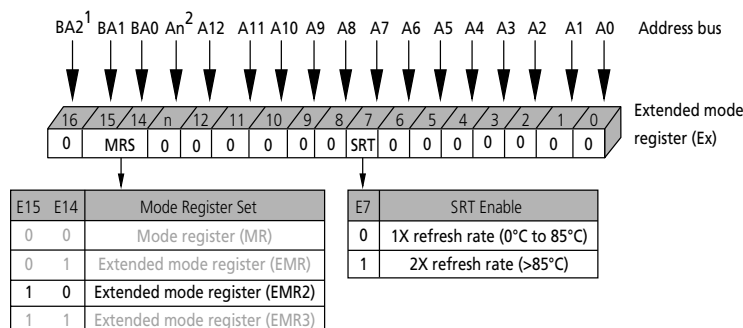 BA2¹ BA1 BA0 An² A12 A11 A10 A9 A8 A7 A6 A5 A4 A3 A2 A1 A0 Address bus
16 15 14 n 12 11 10 9 8 7 6 5 4 3 2 1 0 Extended mode
0 MRS 0 0 0 0 0 0 SRT 0 0 0 0 0 0 0 register (Ex)
E15 E14 Mode Register Set
0 0 Mode register (MR)
0 1 Extended mode register (EMR)
1 0 Extended mode register (EMR2)
1 1 Extended mode register (EMR3)
E7 SRT Enable
0 1X refresh rate (0°C to 85°C)
1 2X refresh rate (>85°C)